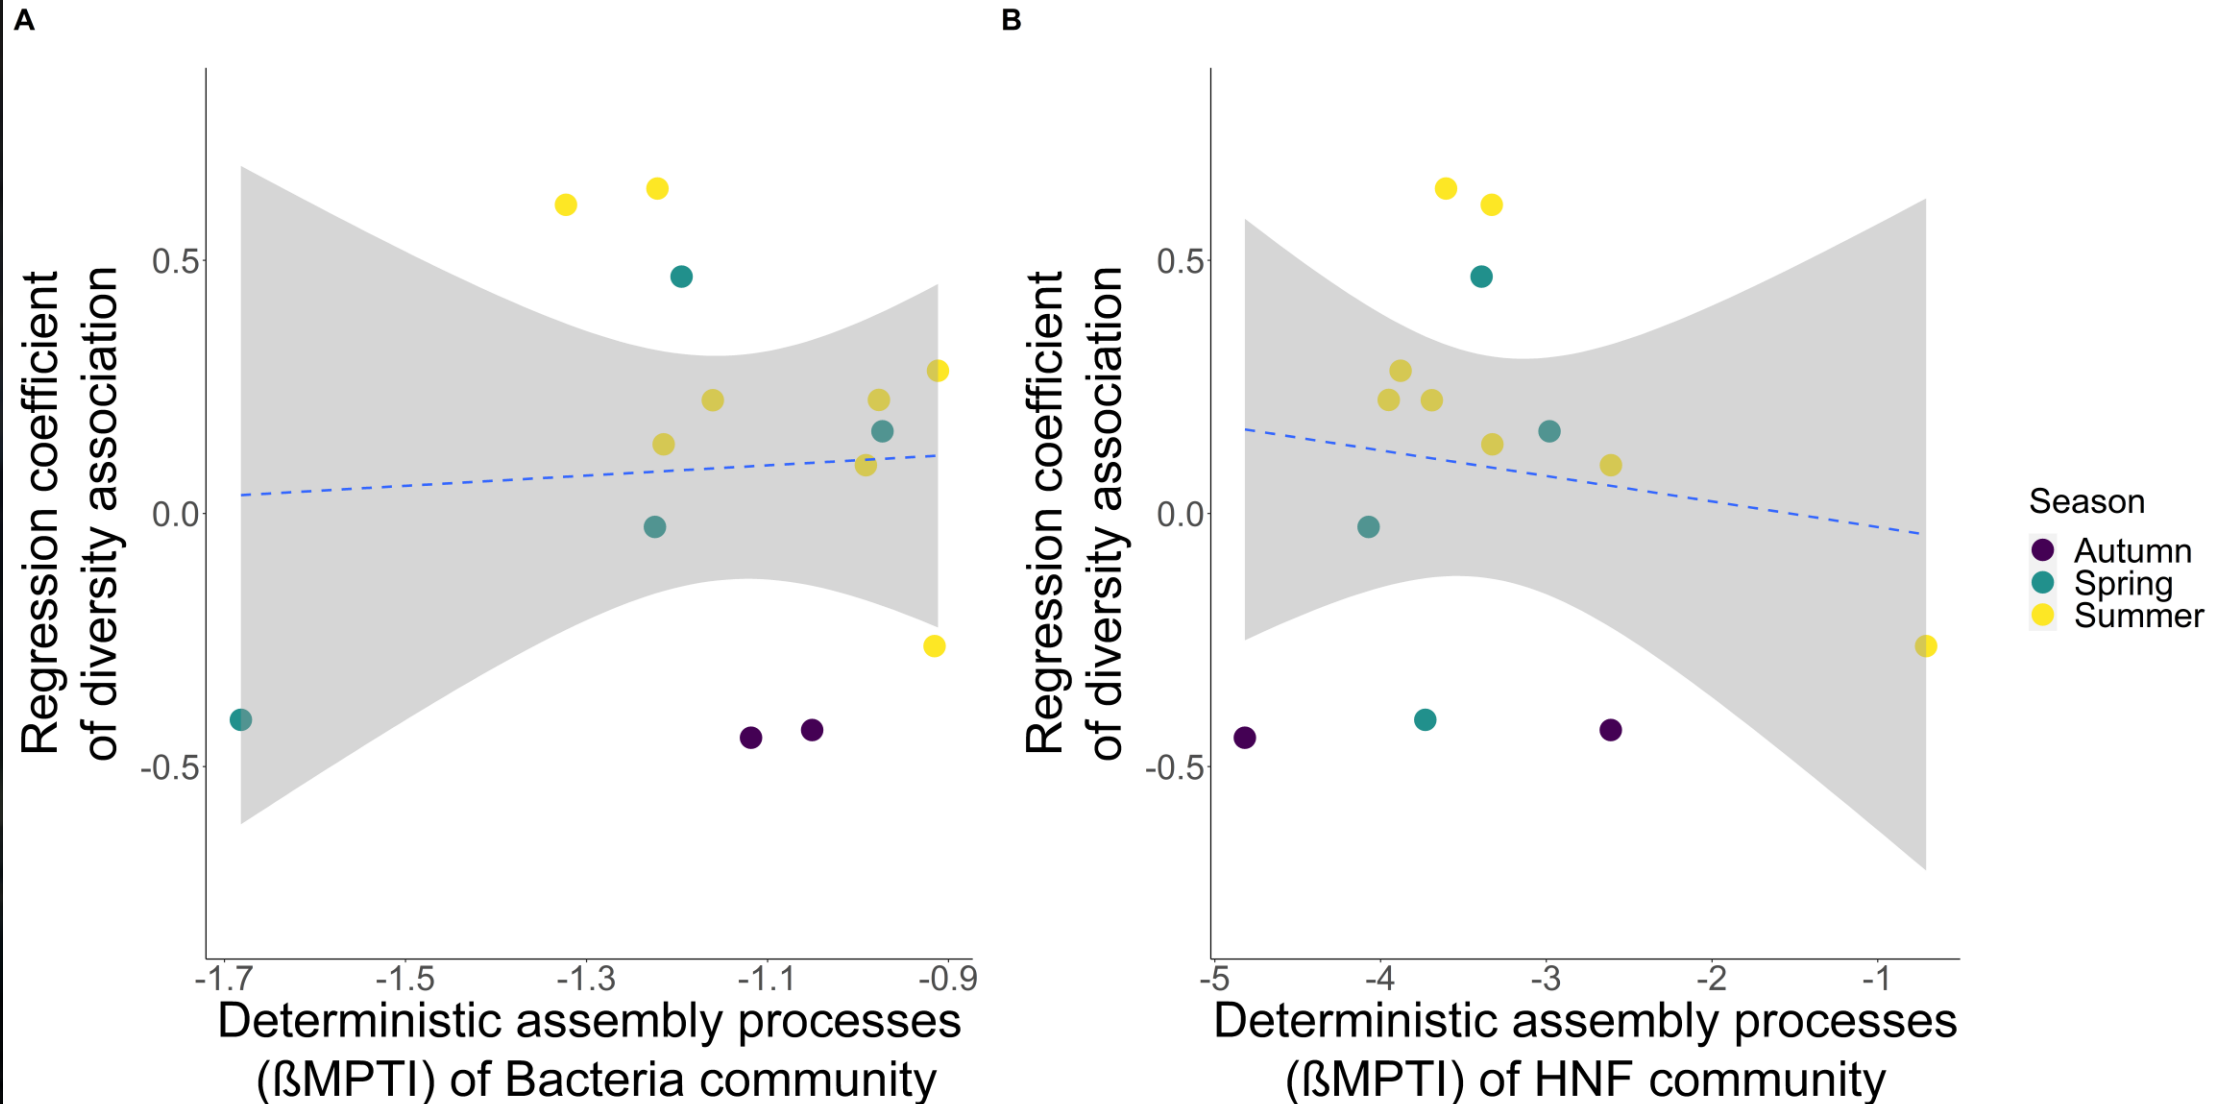 A
Regression coefficient
of diversity association
0.5
0.0
-0.5
-1.7
-1.5
-1.3
-1.1
-0.9
Deterministic assembly processes
(ßMPTI) of Bacteria community
B
Regression coefficient
of diversity association
0.5
0.0
-0.5
-5
-4
-3
-2
-1
Deterministic assembly processes
(ßMPTI) of HNF community
Season
Autumn
Spring
Summer